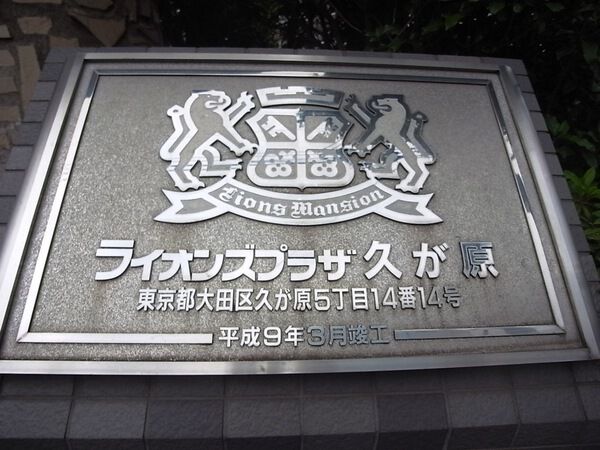 Lions Mansion
ライオンズプラザ久が原
東京都大田区久が原5丁目14番14号
平成9年3月竣工